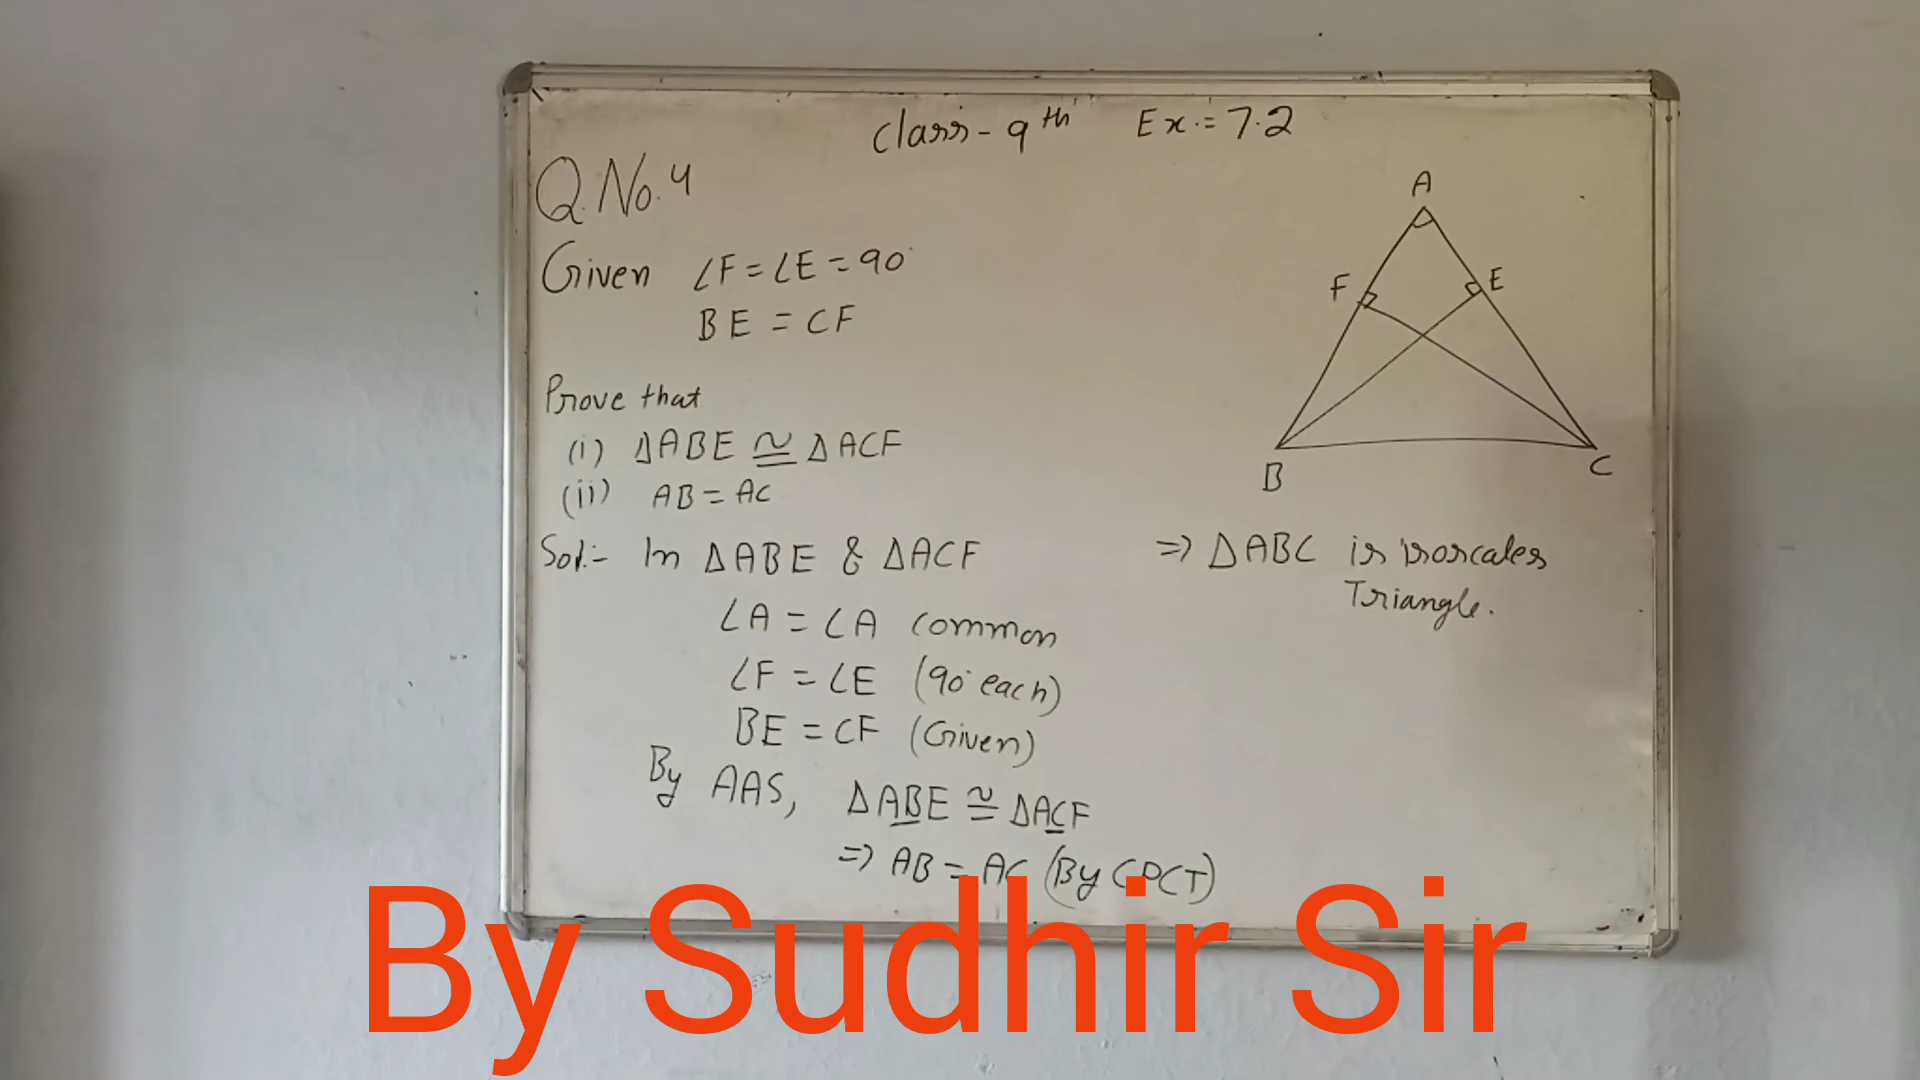 Class - 9th Ex.= 7.2
Q.No.4
Given ∠F = ∠E = 90°
BE = CF
Prove that
(i) ΔABE ≅ ΔACF
(ii) AB = AC
Sol:- In ΔABE & ΔACF
∠A = ∠A common
∠F = ∠E (90° each)
BE = CF (Given)
By AAS, ΔABE ≅ ΔACF
=> AB = AC (By CPCT)
A
F
E
B
C
=> ΔABC is isoscales
Triangle.
By Sudhir Sir